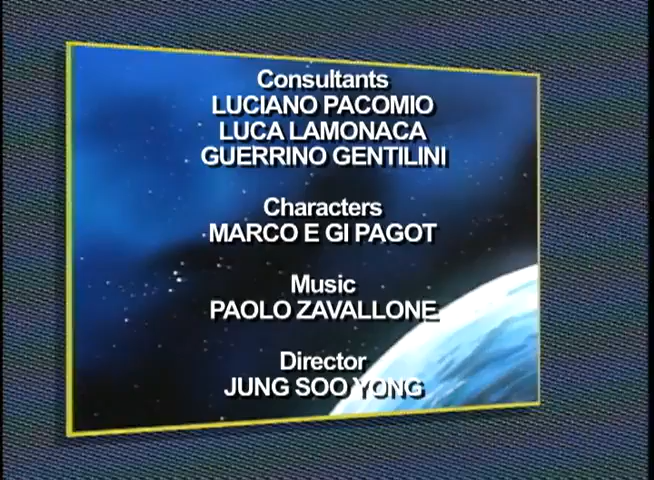 Consultants
LUCIANO PACOMIO
LUCA LAMONACA
GUERRINO GENTILINI
Characters
MARCO E GI PAGOT
Music
PAOLO ZAVALLONE
Director
JUNG SOO YONG